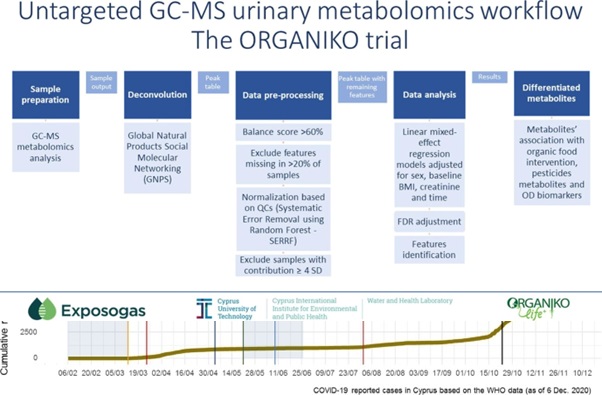 Untargeted GC-MS urinary metabolomics workflow
The ORGANIKO trial
Sample
preparation
Sample
output
Deconvolution
Peak
table
Data pre-processing
Peak table with
remaining
features
Data analysis
Results
Differentiated
metabolites
GC-MS
metabolomics
analysis
Global Natural
Products Social
Molecular
Networking
(GNPS)
Balance score >60%
Exclude features
missing in >20% of
samples
Normalization based
on QCs (Systematic
Error Removal using
Random Forest -
SERRF)
Exclude samples with
contribution ≥ 4 SD
Linear mixed-
effect
regression
models adjusted
for sex, baseline
BMI, creatinine
and time
FDR adjustment
Features
identification
Metabolites'
association with
organic food
intervention,
pesticides
metabolites and
OD biomarkers
Exposogas
Cyprus
University of
Technology
Cyprus International
Institute for Environmental
and Public Health
Water and Health Laboratory
ORGANIKO
life+
Cumulative r
2500
0
06/02 20/02 05/03 19/03 02/04 16/04 30/04 14/05 28/05 11/06 25/06 09/07 23/07 06/08 20/08 03/09 17/09 01/10 15/10 29/10 12/11 26/11 10/12
COVID-19 reported cases in Cyprus based on the WHO data (as of 6 Dec. 2020)